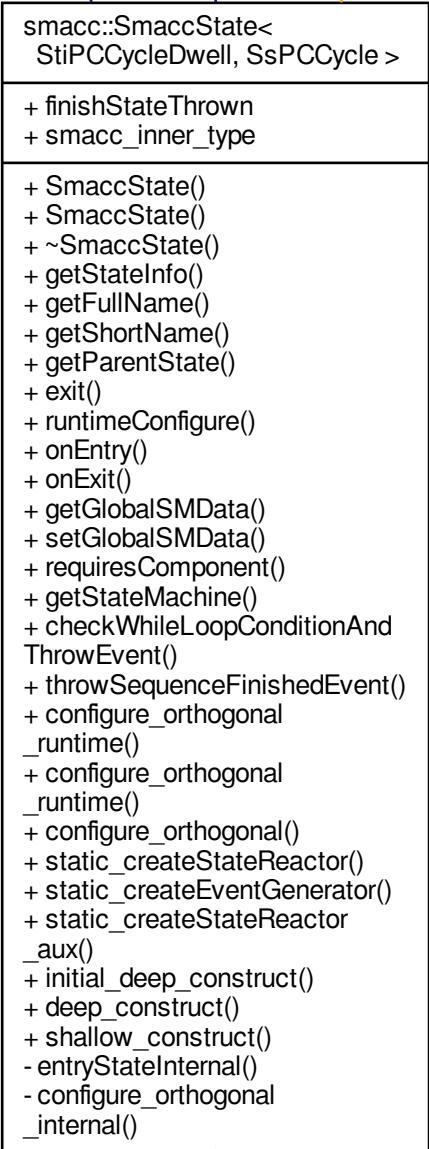 smacc::SmaccState<
StiPCCycleDwell, SsPCCycle >
+ finishStateThrown
+ smacc_inner_type
+ SmaccState()
+ SmaccState()
+ ~SmaccState()
+ getStateInfo()
+ getFullName()
+ getShortName()
+ getParentState()
+ exit()
+ runtimeConfigure()
+ onEntry()
+ onExit()
+ getGlobalSMData()
+ setGlobalSMData()
+ requiresComponent()
+ getStateMachine()
+ checkWhileLoopConditionAnd
ThrowEvent()
+ throwSequenceFinishedEvent()
+ configure_orthogonal
_runtime()
+ configure_orthogonal
_runtime()
+ configure_orthogonal()
+ static_createStateReactor()
+ static_createEventGenerator()
+ static_createStateReactor
_aux()
+ initial_deep_construct()
+ deep_construct()
+ shallow_construct()
- entryStateInternal()
- configure_orthogonal
_internal()